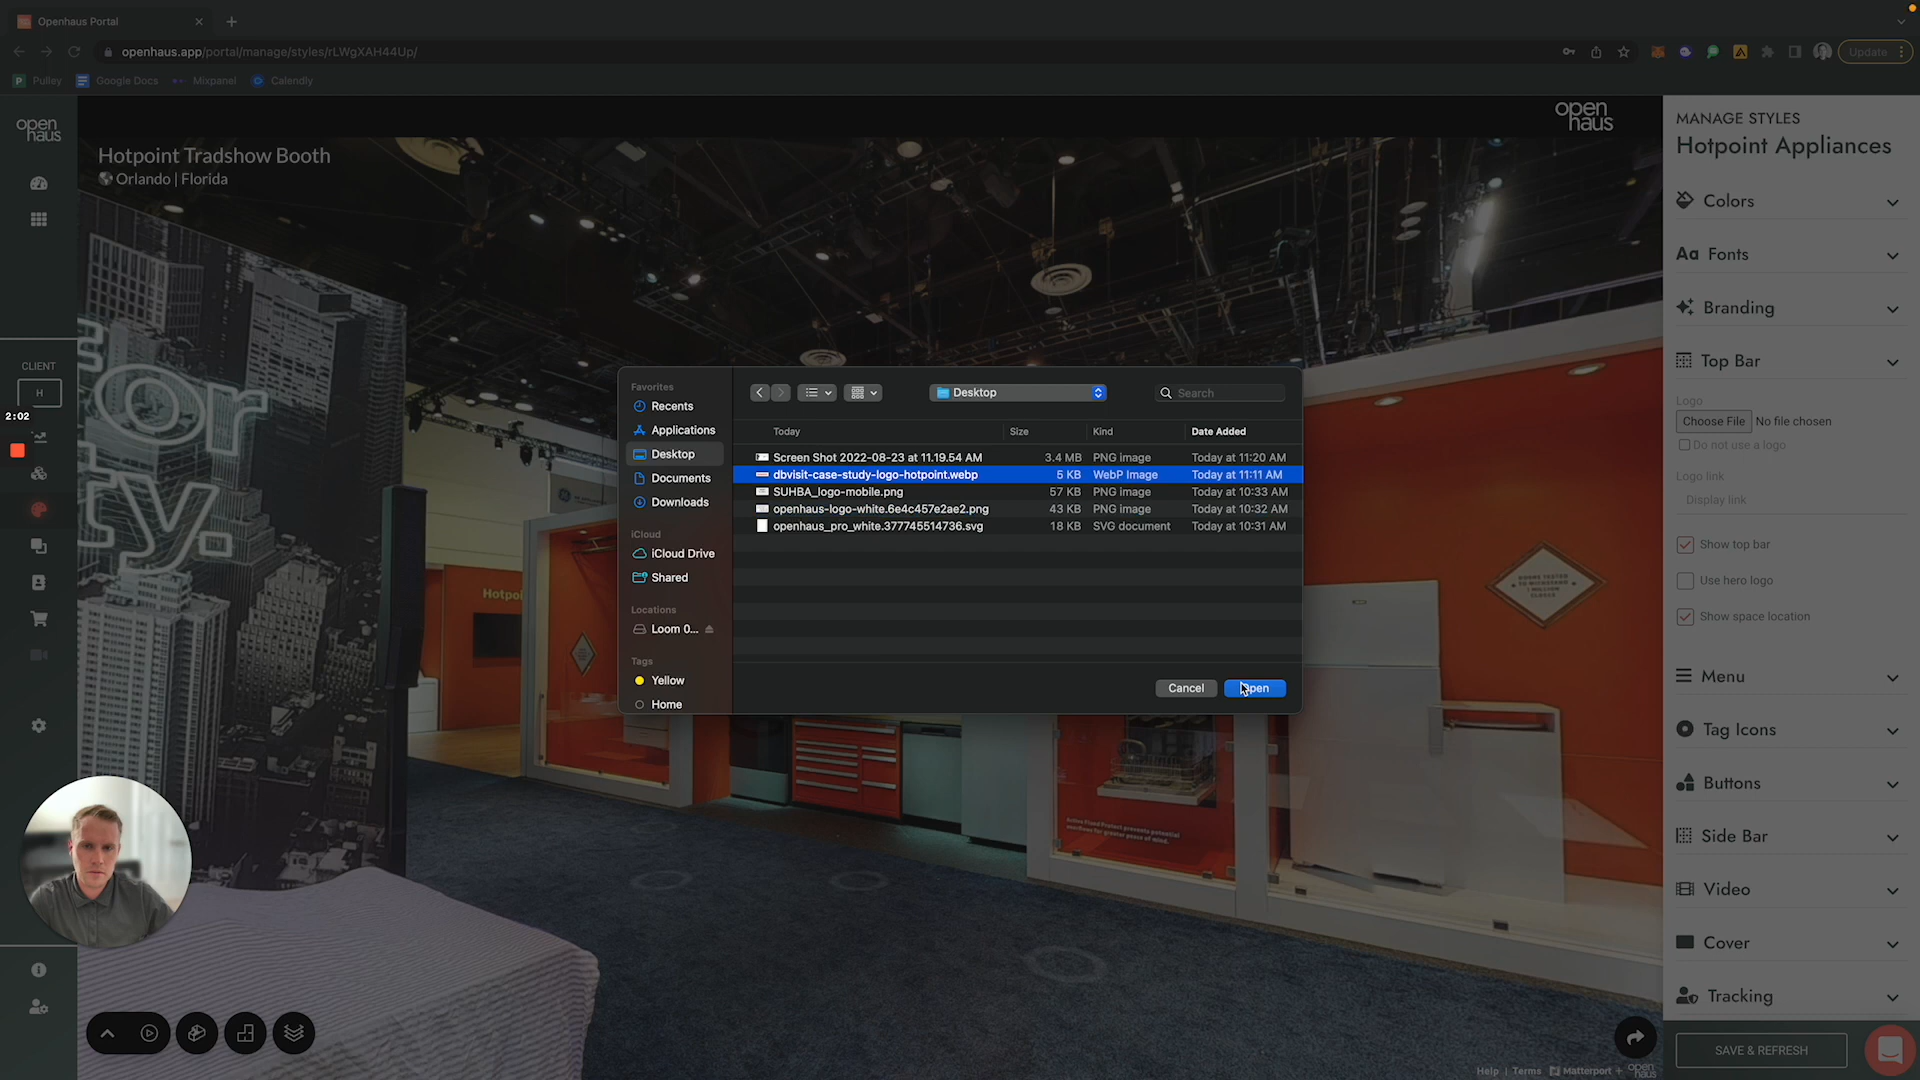 Openhaus Portal
openhaus.app/portal/manage/styles/rLWgXAH44Up/
Update
Pulley
Google Docs
Mixpanel
Calendly
open
haus
open
haus
MANAGE STYLES
Hotpoint Appliances
Hotpoint Tradshow Booth
Orlando | Florida
Colors
Aa Fonts
Branding
Top Bar
Logo
Choose File No file chosen
Do not use a logo
Logo link
Display link
Show top bar
Use hero logo
Show space location
Menu
Tag Icons
Buttons
Side Bar
Video
Cover
Tracking
SAVE & REFRESH
CLIENT
H
2:02
for
ty.
Hotpoi
Favorites
Recents
Applications
Desktop
Documents
Downloads
iCloud
iCloud Drive
Shared
Locations
Loom 0...
Tags
Yellow
Home
Desktop
Search
Today Size Kind Date Added
Screen Shot 2022-08-23 at 11.19.54 AM 3.4 MB PNG image Today at 11:20 AM
dbvisit-case-study-logo-hotpoint.webp 5 KB WebP Image Today at 11:11 AM
SUHBA_logo-mobile.png 57 KB PNG image Today at 10:33 AM
openhaus-logo-white.6e4c457e2ae2.png 43 KB PNG image Today at 10:32 AM
openhaus_pro_white.377745514736.svg 18 KB SVG document Today at 10:31 AM
Cancel
Open
Help | Terms Matterport + open
haus